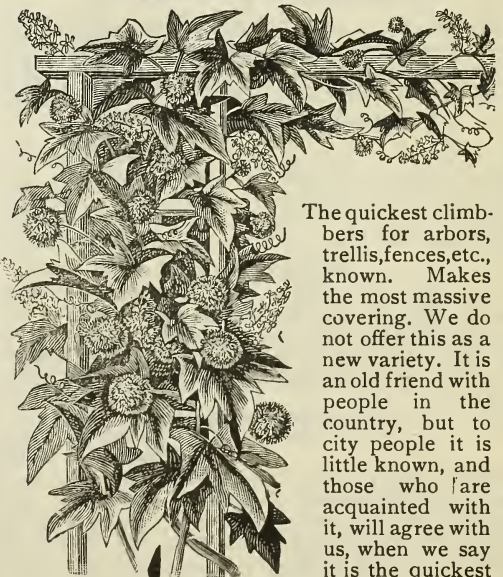 The quickest climb-
bers for arbors,
trellis,fences,etc.,
known. Makes
the most massive
covering. We do
not offer this as a
new variety. It is
an old friend with
people in the
country, but to
city people it is
little known, and
those who are
acquainted with
it, will agree with
us, when we say
it is the quickest